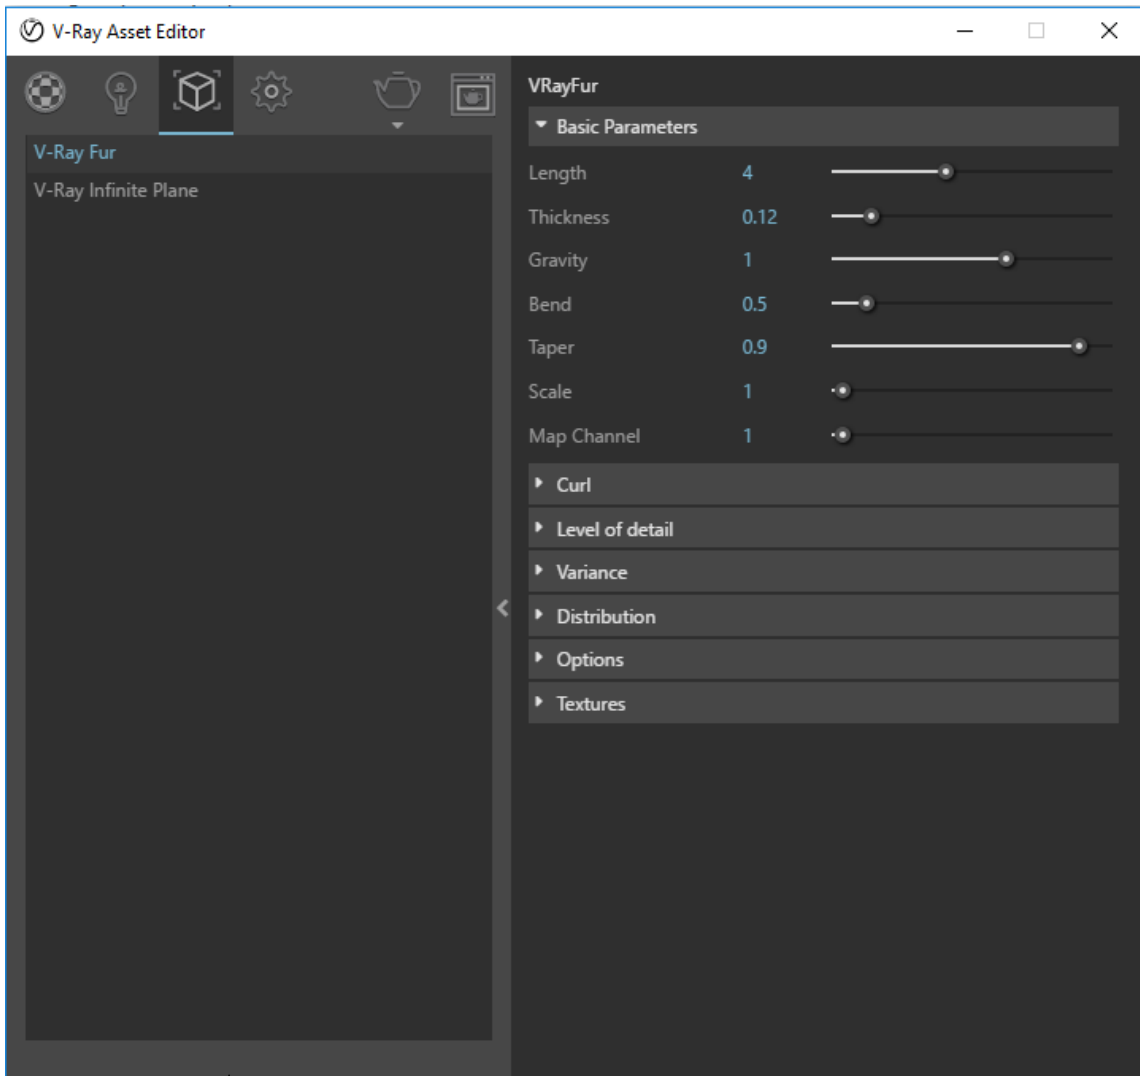 V-Ray Asset Editor
V-Ray Fur
V-Ray Infinite Plane
VRayFur
Basic Parameters
Length 4
Thickness 0.12
Gravity 1
Bend 0.5
Taper 0.9
Scale 1
Map Channel 1
Curl
Level of detail
Variance
Distribution
Options
Textures